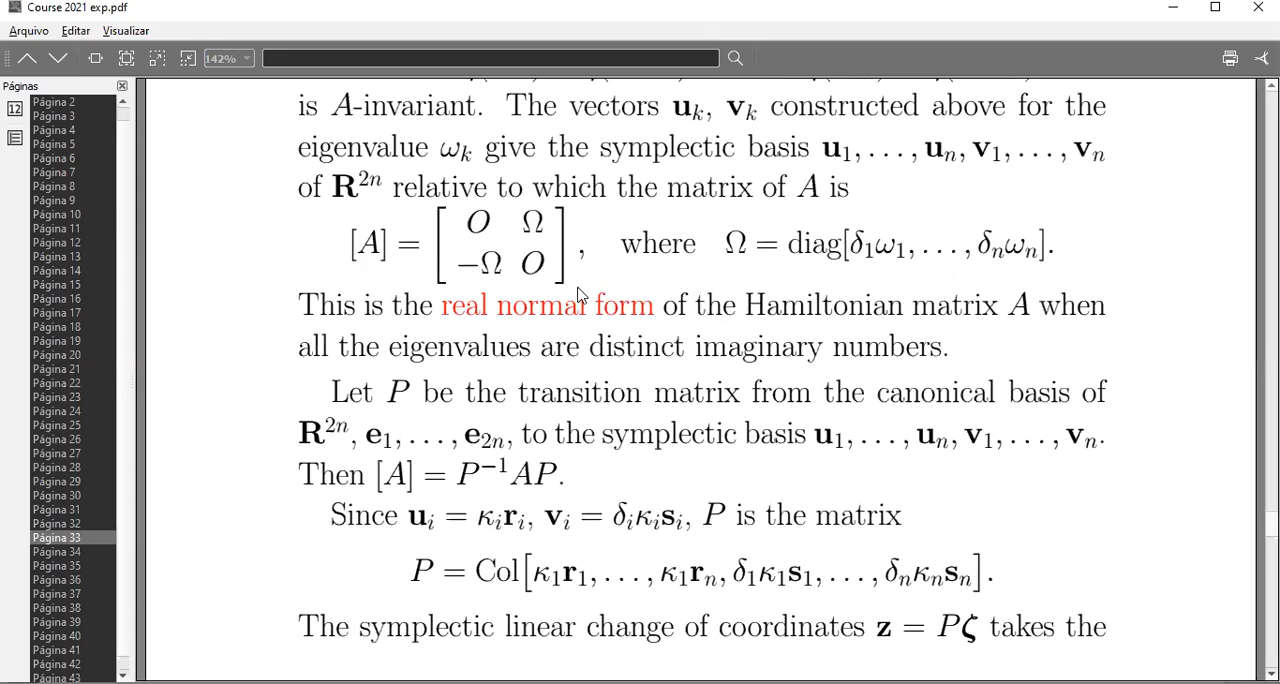 Course 2021 exp.pdf
Arquivo Editar Visualizar
142%
Páginas
12
Página 2
Página 3
Página 4
Página 5
Página 6
Página 7
Página 8
Página 9
Página 10
Página 11
Página 12
Página 13
Página 14
Página 15
Página 16
Página 17
Página 18
Página 19
Página 20
Página 21
Página 22
Página 23
Página 24
Página 25
Página 26
Página 27
Página 28
Página 29
Página 30
Página 31
Página 32
Página 33
Página 34
Página 35
Página 36
Página 37
Página 38
Página 39
Página 40
Página 41
Página 42
Página 43
is A-invariant. The vectors u_k, v_k constructed above for the
eigenvalue ω_k give the symplectic basis u_1, . . . , u_n, v_1, . . . , v_n
of R^{2n} relative to which the matrix of A is
[A] = [ O Ω ; −Ω O ] , where Ω = diag[δ_1ω_1, . . . , δ_nω_n].
This is the real normal form of the Hamiltonian matrix A when
all the eigenvalues are distinct imaginary numbers.
Let P be the transition matrix from the canonical basis of
R^{2n}, e_1, . . . , e_{2n}, to the symplectic basis u_1, . . . , u_n, v_1, . . . , v_n.
Then [A] = P^{−1}AP.
Since u_i = κ_i r_i, v_i = δ_i κ_i s_i, P is the matrix
P = Col[κ_1 r_1, . . . , κ_1 r_n, δ_1 κ_1 s_1, . . . , δ_n κ_n s_n].
The symplectic linear change of coordinates z = Pζ takes the